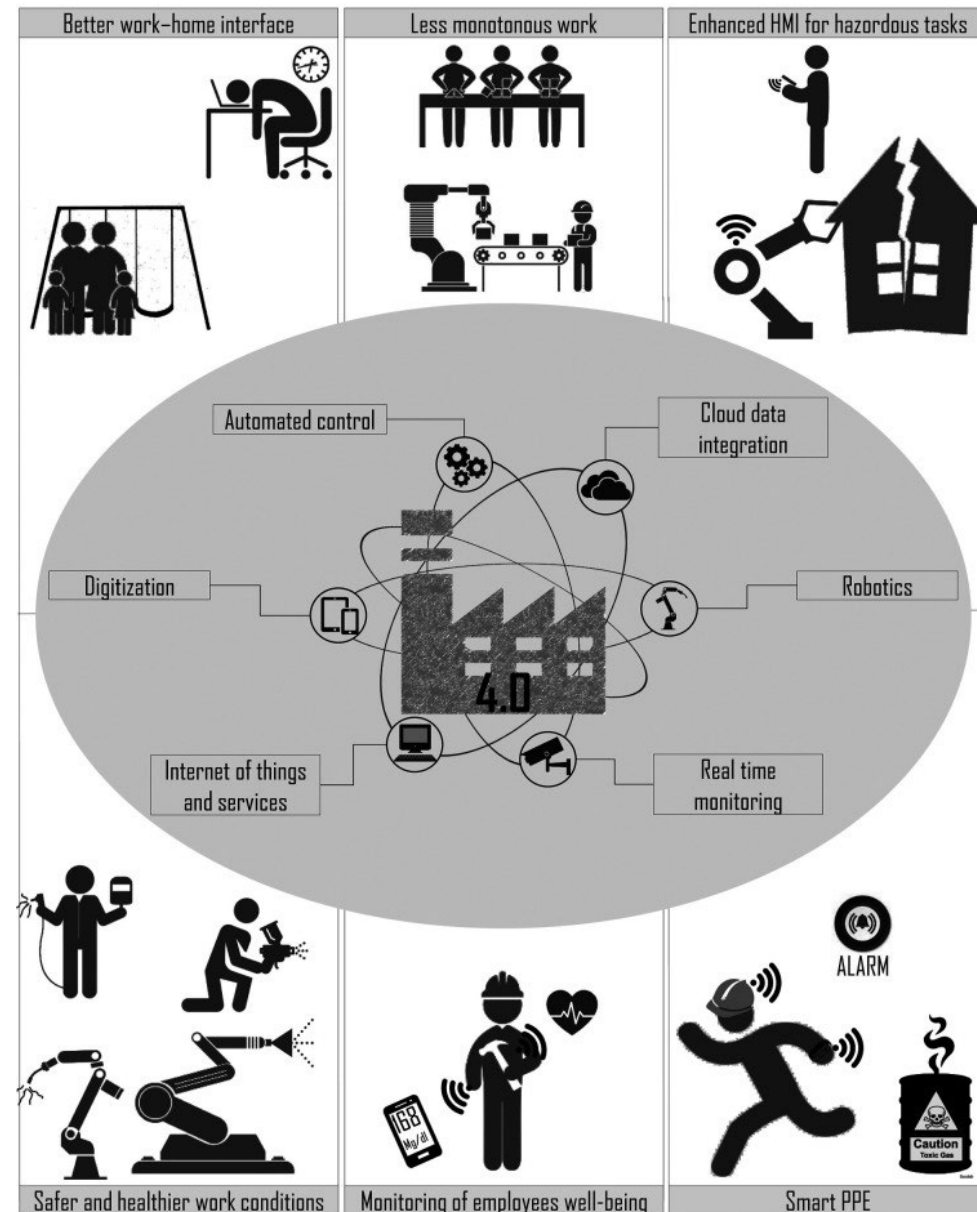 Better work–home interface
Less monotonous work
Enhanced HMI for hazordous tasks
Automated control
Cloud data
integration
Digitization
Robotics
4.0
Internet of things
and services
Real time
monitoring
ALARM
168
Mg/dl
Caution
Toxic Gas
Safer and healthier work conditions
Monitoring of employees well-being
Smart PPE